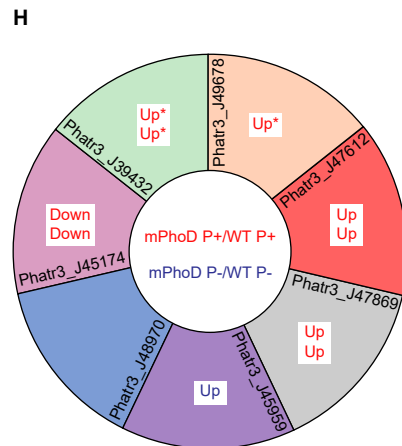 H
Phatr3_J49678
Up*
Phatr3_J47612
Up
Up
Phatr3_J47869
Up
Up
Phatr3_J45959
Up
Phatr3_J48970
Phatr3_J45174
Down
Down
Phatr3_J39432
Up*
Up*
mPhoD P+/WT P+
mPhoD P-/WT P-